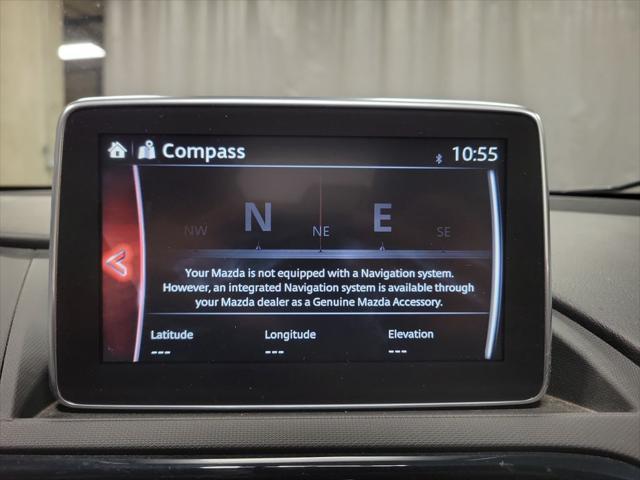 Compass
10:55
NW N NE E SE
Your Mazda is not equipped with a Navigation system.
However, an integrated Navigation system is available through
your Mazda dealer as a Genuine Mazda Accessory.
Latitude Longitude Elevation
--- --- ---